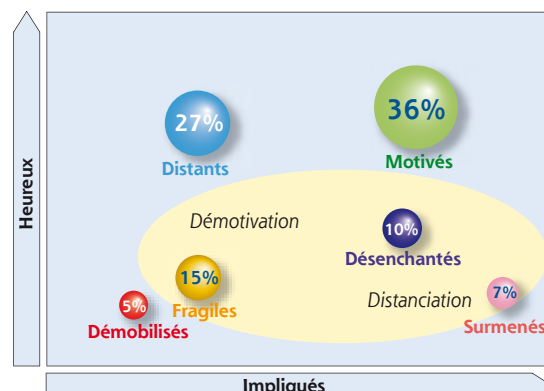 Heureux
27%
Distants
36%
Motivés
Démotivation
10%
Désenchantés
15%
Fragiles
5%
Démobilisés
Distanciation
7%
Surmenés
Impliqués